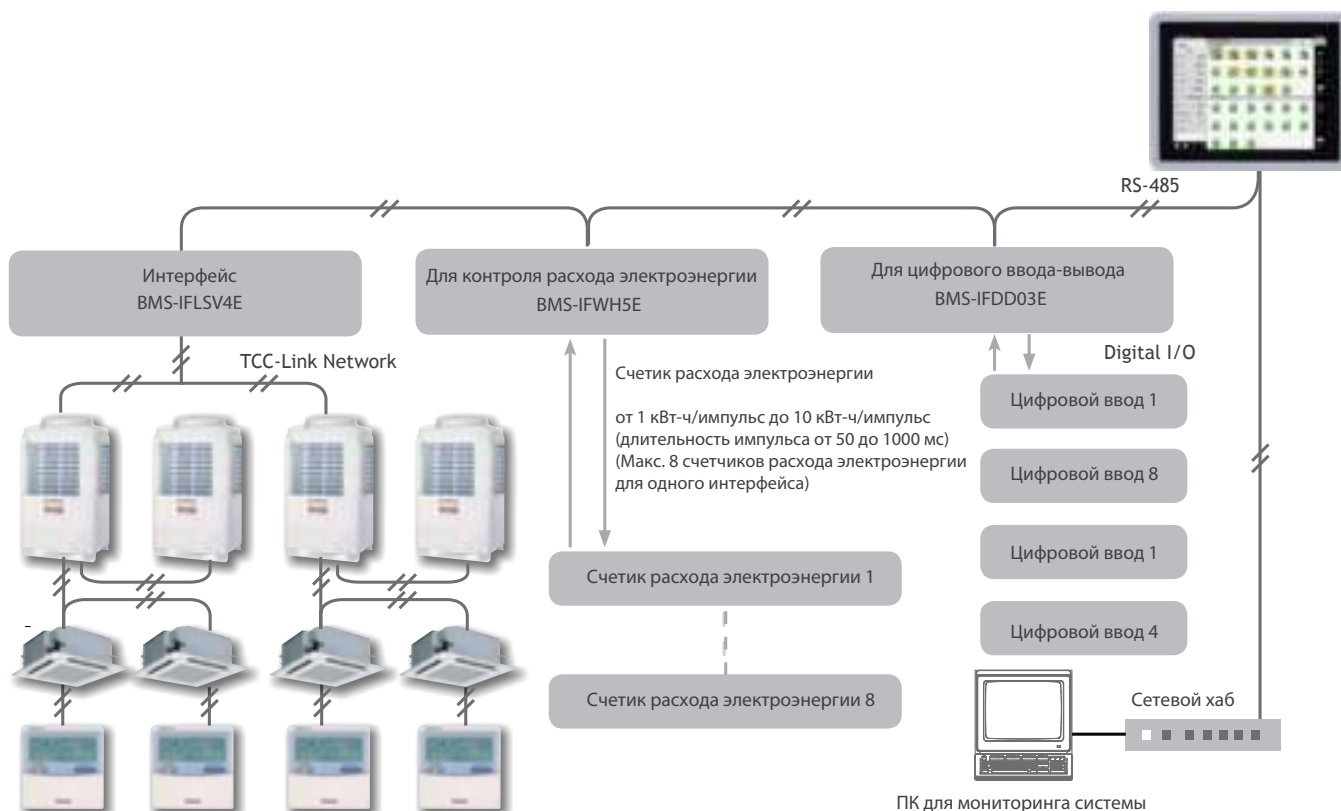 RS-485
Интерфейс
BMS-IFLSV4E
Для контроля расхода электроэнергии
BMS-IFWH5E
Для цифрового ввода-вывода
BMS-IFDD03E
TCC-Link Network
Digital I/O
Счетик расхода электроэнергии
от 1 кВт-ч/импульс до 10 кВт-ч/импульс
(длительность импульса от 50 до 1000 мс)
(Макс. 8 счетчиков расхода электроэнергии
для одного интерфейса)
Цифровой ввод 1
Цифровой ввод 8
Цифровой ввод 1
Цифровой ввод 4
Счетик расхода электроэнергии 1
Счетик расхода электроэнергии 8
Сетевой хаб
ПК для мониторинга системы